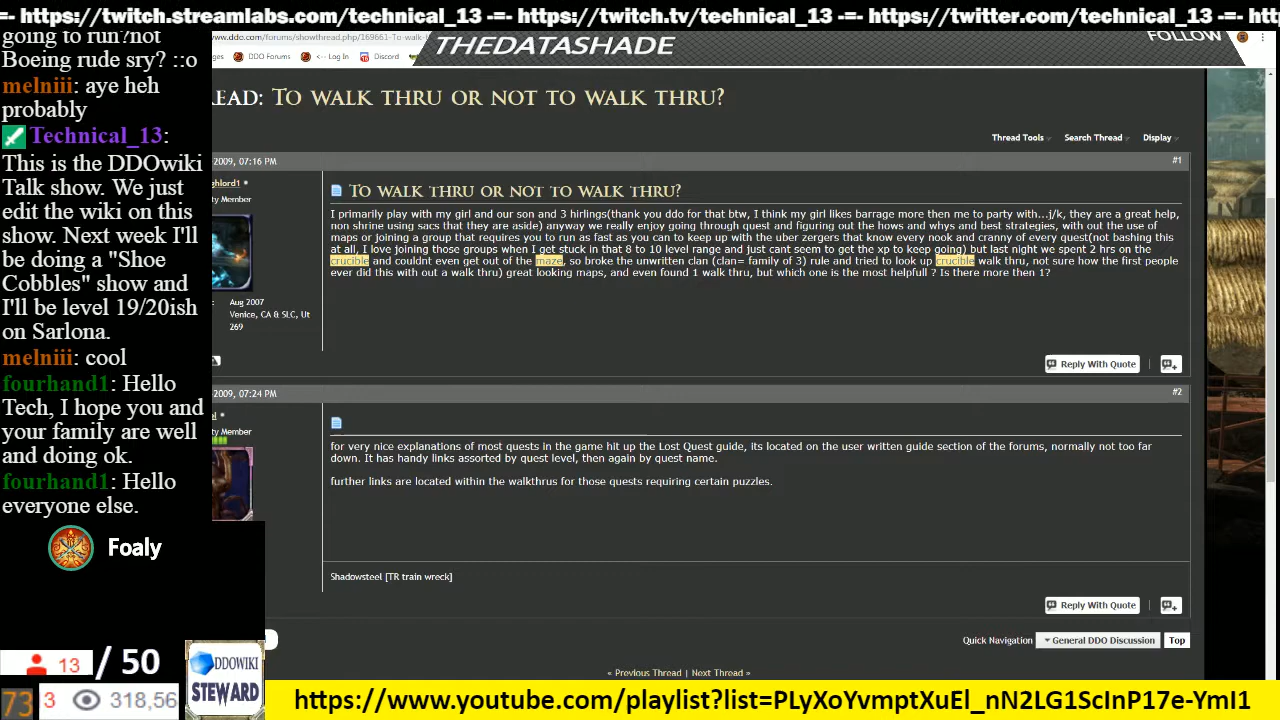 =- https://twitch.streamlabs.com/technical_13 -=- https://twitch.tv/technical_13 -=- https://twitter.com/technical_13 -=- htt
going to run?not
Boeing rude sry? ::o
melniii: aye heh
probably
Technical_13:
This is the DDOwiki
Talk show. We just
edit the wiki on this
show. Next week I'll
be doing a "Shoe
Cobbles" show and
I'll be level 19/20ish
on Sarlona.
melniii: cool
fourhand1: Hello
Tech, I hope you and
your family are well
and doing ok.
fourhand1: Hello
everyone else.
Foaly
13 / 50
73 3 318,56
DDOWIKI
STEWARD
www.ddo.com/forums/showthread.php/169661-To-walk-
THEDATASHADE
FOLLOW
ges DDO Forums <-- Log In Discord
EAD: To walk thru or not to walk thru?
Thread Tools Search Thread Display
2009, 07:16 PM #1
ghlord1
ty Member
Aug 2007
Venice, CA & SLC, Ut
269
To walk thru or not to walk thru?
I primarily play with my girl and our son and 3 hirlings(thank you ddo for that btw, I think my girl likes barrage more then me to party with...j/k, they are a great help,
non shrine using sacs that they are aside) anyway we really enjoy going through quest and figuring out the hows and whys and best strategies, with out the use of
maps or joining a group that requires you to run as fast as you can to keep up with the uber zergers that know every nook and cranny of every quest(not bashing this
at all, I love joining those groups when I get stuck in that 8 to 10 level range and just cant seem to get the xp to keep going) but last night we spent 2 hrs on the
crucible and couldnt even get out of the maze, so broke the unwritten clan (clan= family of 3) rule and tried to look up crucible walk thru, not sure how the first people
ever did this with out a walk thru) great looking maps, and even found 1 walk thru, but which one is the most helpfull ? Is there more then 1?
Reply With Quote
2009, 07:24 PM #2
ty Member
for very nice explanations of most quests in the game hit up the Lost Quest guide, its located on the user written guide section of the forums, normally not too far
down. It has handy links assorted by quest level, then again by quest name.
further links are located within the walkthrus for those quests requiring certain puzzles.
Shadowsteel [TR train wreck]
Reply With Quote
Quick Navigation General DDO Discussion Top
« Previous Thread | Next Thread »
https://www.youtube.com/playlist?list=PLyXoYvmptXuEl_nN2LG1ScInP17e-YmI1